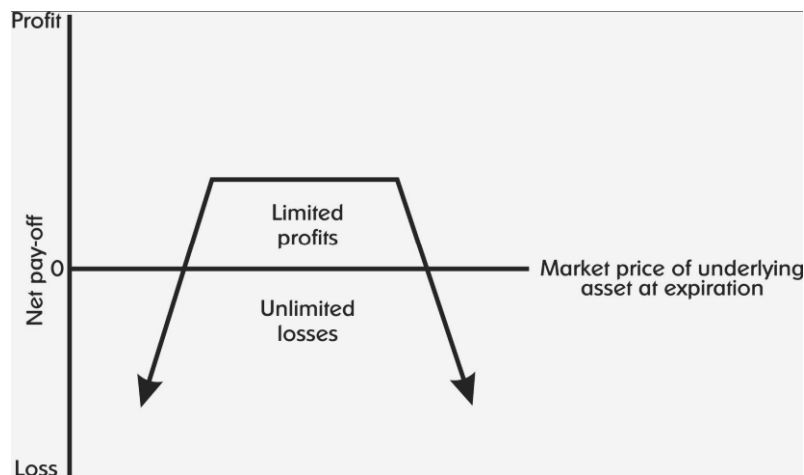 Profit
Net pay-off
0
Limited
profits
Unlimited
losses
Market price of underlying
asset at expiration
Loss